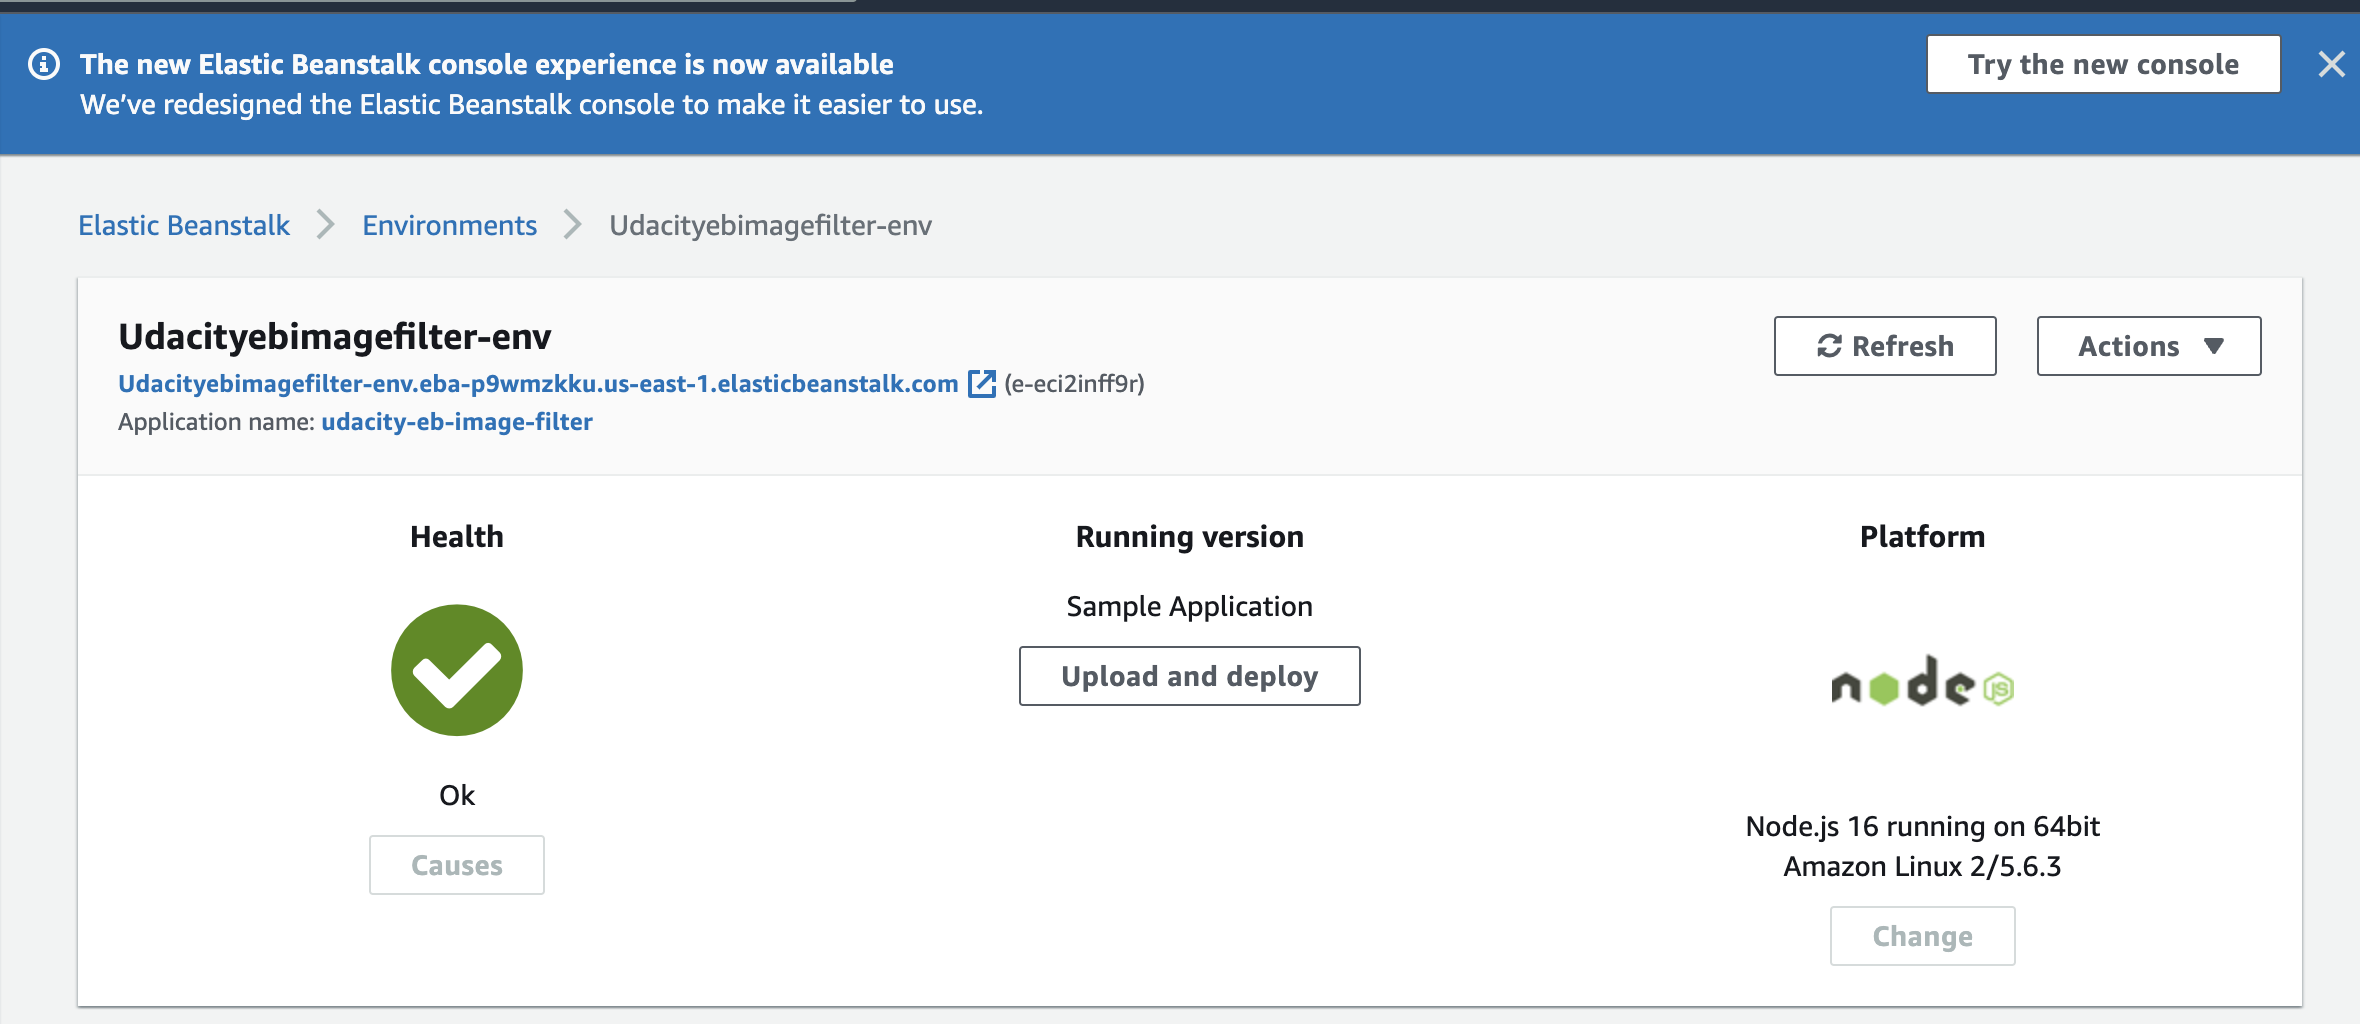 The new Elastic Beanstalk console experience is now available
We’ve redesigned the Elastic Beanstalk console to make it easier to use.
Try the new console
Elastic Beanstalk
Environments
Udacityebimagefilter-env
Udacityebimagefilter-env
Udacityebimagefilter-env.eba-p9wmzkku.us-east-1.elasticbeanstalk.com (e-eci2inff9r)
Application name: udacity-eb-image-filter
Refresh
Actions
Health
Ok
Causes
Running version
Sample Application
Upload and deploy
Platform
node JS
Node.js 16 running on 64bit
Amazon Linux 2/5.6.3
Change